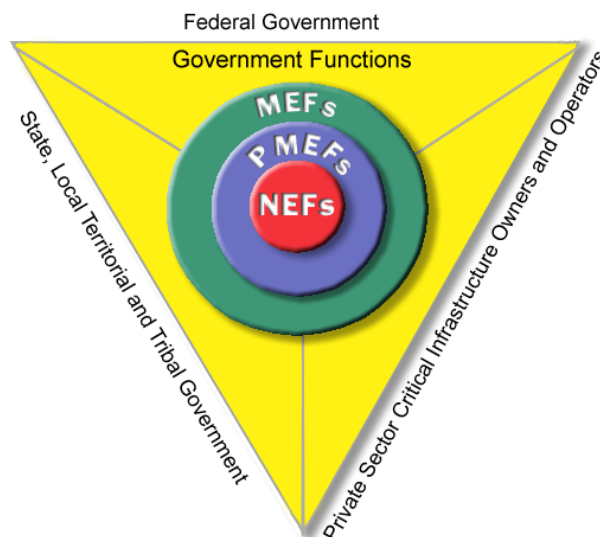 Federal Government
Government Functions
MEFs
PMEFs
NEFs
State, Local Territorial and Tribal Government
Private Sector Critical Infrastructure Owners and Operators